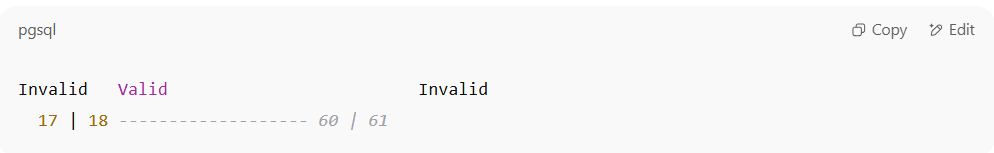 pgsql Copy Edit
Invalid Valid Invalid
17 | 18 ------------------- 60 | 61